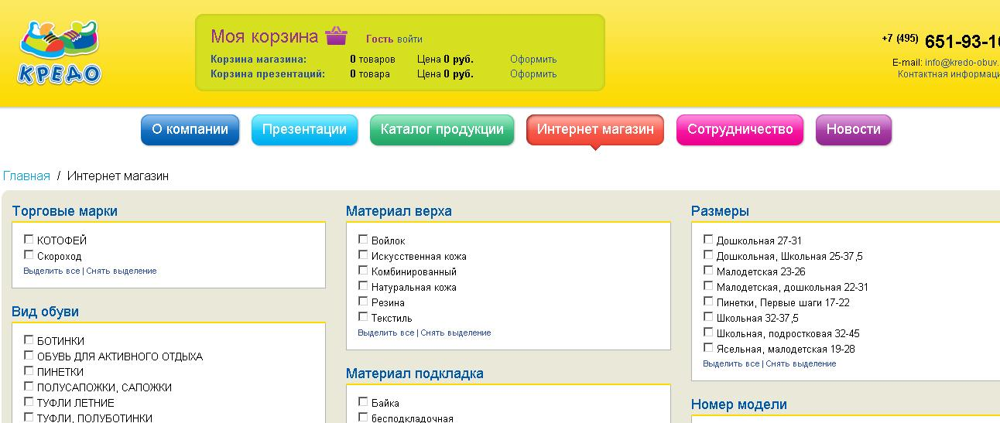 КРЕДО
Моя корзина Гость войти
Корзина магазина: 0 товаров Цена 0 руб. Оформить
Корзина презентаций: 0 товара Цена 0 руб. Оформить
+7 (495) 651-93-1
E-mail: info@kredo-obuv.
Контактная информаци
О компании Презентации Каталог продукции Интернет магазин Сотрудничество Новости
Главная / Интернет магазин
Торговые марки
КОТОФЕЙ
Скороход
Выделить все | Снять выделение
Вид обуви
БОТИНКИ
ОБУВЬ ДЛЯ АКТИВНОГО ОТДЫХА
ПИНЕТКИ
ПОЛУСАПОЖКИ, САПОЖКИ
ТУФЛИ ЛЕТНИЕ
ТУФЛИ, ПОЛУБОТИНКИ
Материал верха
Войлок
Искусственная кожа
Комбинированный
Натуральная кожа
Резина
Текстиль
Выделить все | Снять выделение
Материал подкладка
Байка
бесподкладочная
Размеры
Дошкольная 27-31
Дошкольная, Школьная 25-37,5
Малодетская 23-26
Малодетская, дошкольная 22-31
Пинетки, Первые шаги 17-22
Школьная 32-37,5
Школьная, подростковая 32-45
Ясельная, малодетская 19-28
Выделить все | Снять выделение
Номер модели